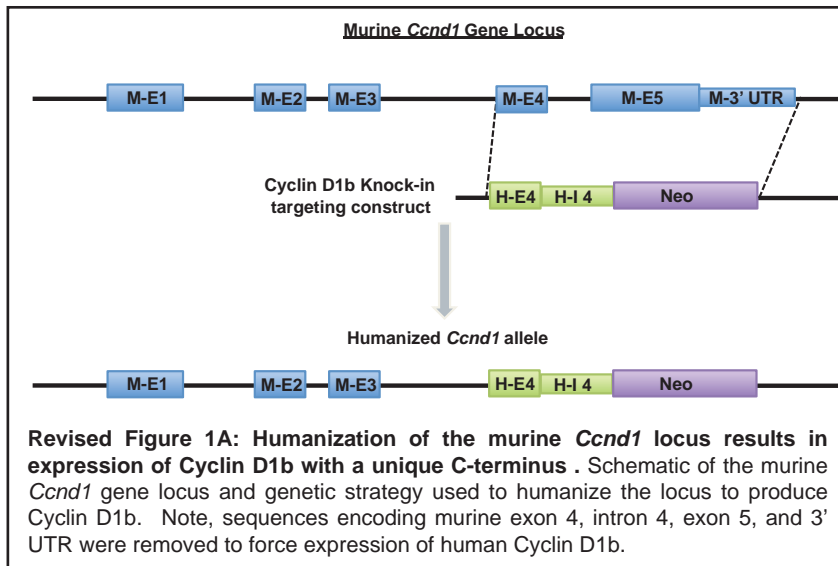 Murine Ccnd1 Gene Locus
M-E1 M-E2 M-E3 M-E4 M-E5 M-3' UTR
Cyclin D1b Knock-in
targeting construct
H-E4 H-I 4 Neo
Humanized Ccnd1 allele
M-E1 M-E2 M-E3 H-E4 H-I 4 Neo
Revised Figure 1A: Humanization of the murine Ccnd1 locus results in
expression of Cyclin D1b with a unique C-terminus . Schematic of the murine
Ccnd1 gene locus and genetic strategy used to humanize the locus to produce
Cyclin D1b. Note, sequences encoding murine exon 4, intron 4, exon 5, and 3'
UTR were removed to force expression of human Cyclin D1b.